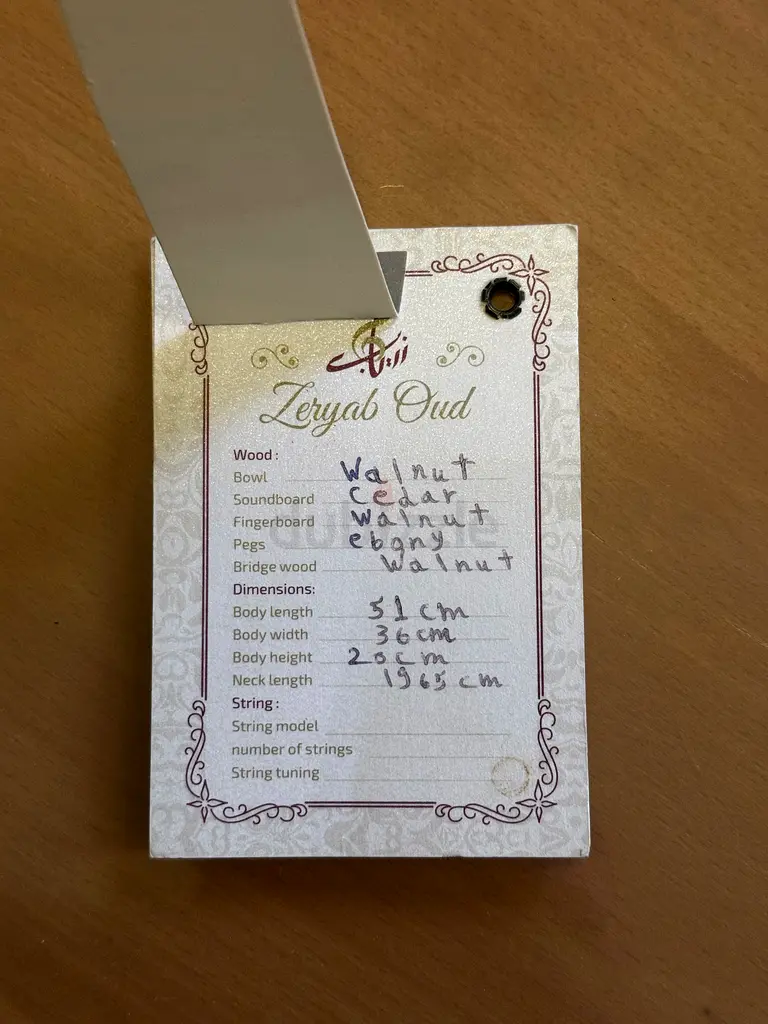 زرياب
Zeryab Oud
Wood :
Bowl Walnut
Soundboard Cedar
Fingerboard Walnut
Pegs ebony
Bridge wood Walnut
Dimensions:
Body length 51 cm
Body width 36 cm
Body height 20 cm
Neck length 1965 cm
String :
String model
number of strings
String tuning